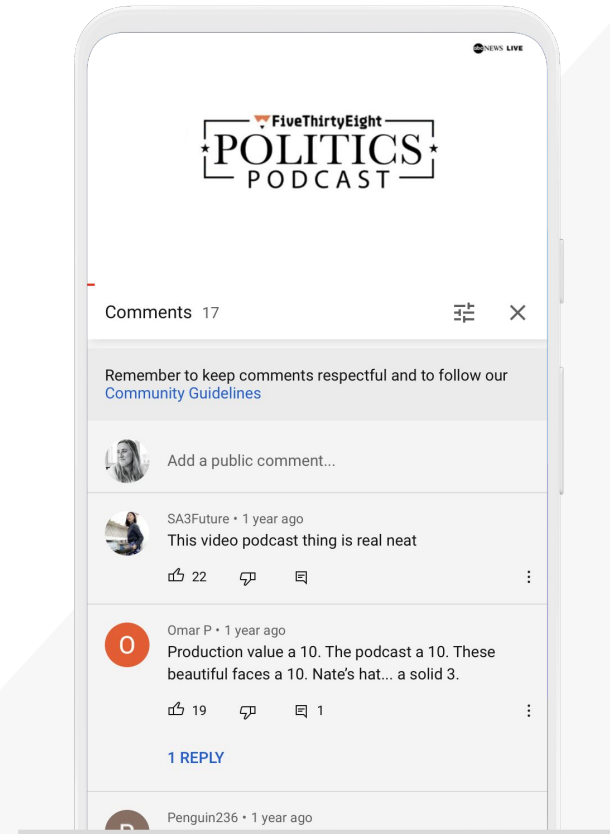 abc NEWS LIVE
FiveThirtyEight
POLITICS
PODCAST
Comments 17
Remember to keep comments respectful and to follow our
Community Guidelines
Add a public comment...
SA3Future • 1 year ago
This video podcast thing is real neat
22
O
Omar P • 1 year ago
Production value a 10. The podcast a 10. These
beautiful faces a 10. Nate's hat... a solid 3.
19 1
1 REPLY
Penguin236 • 1 year ago